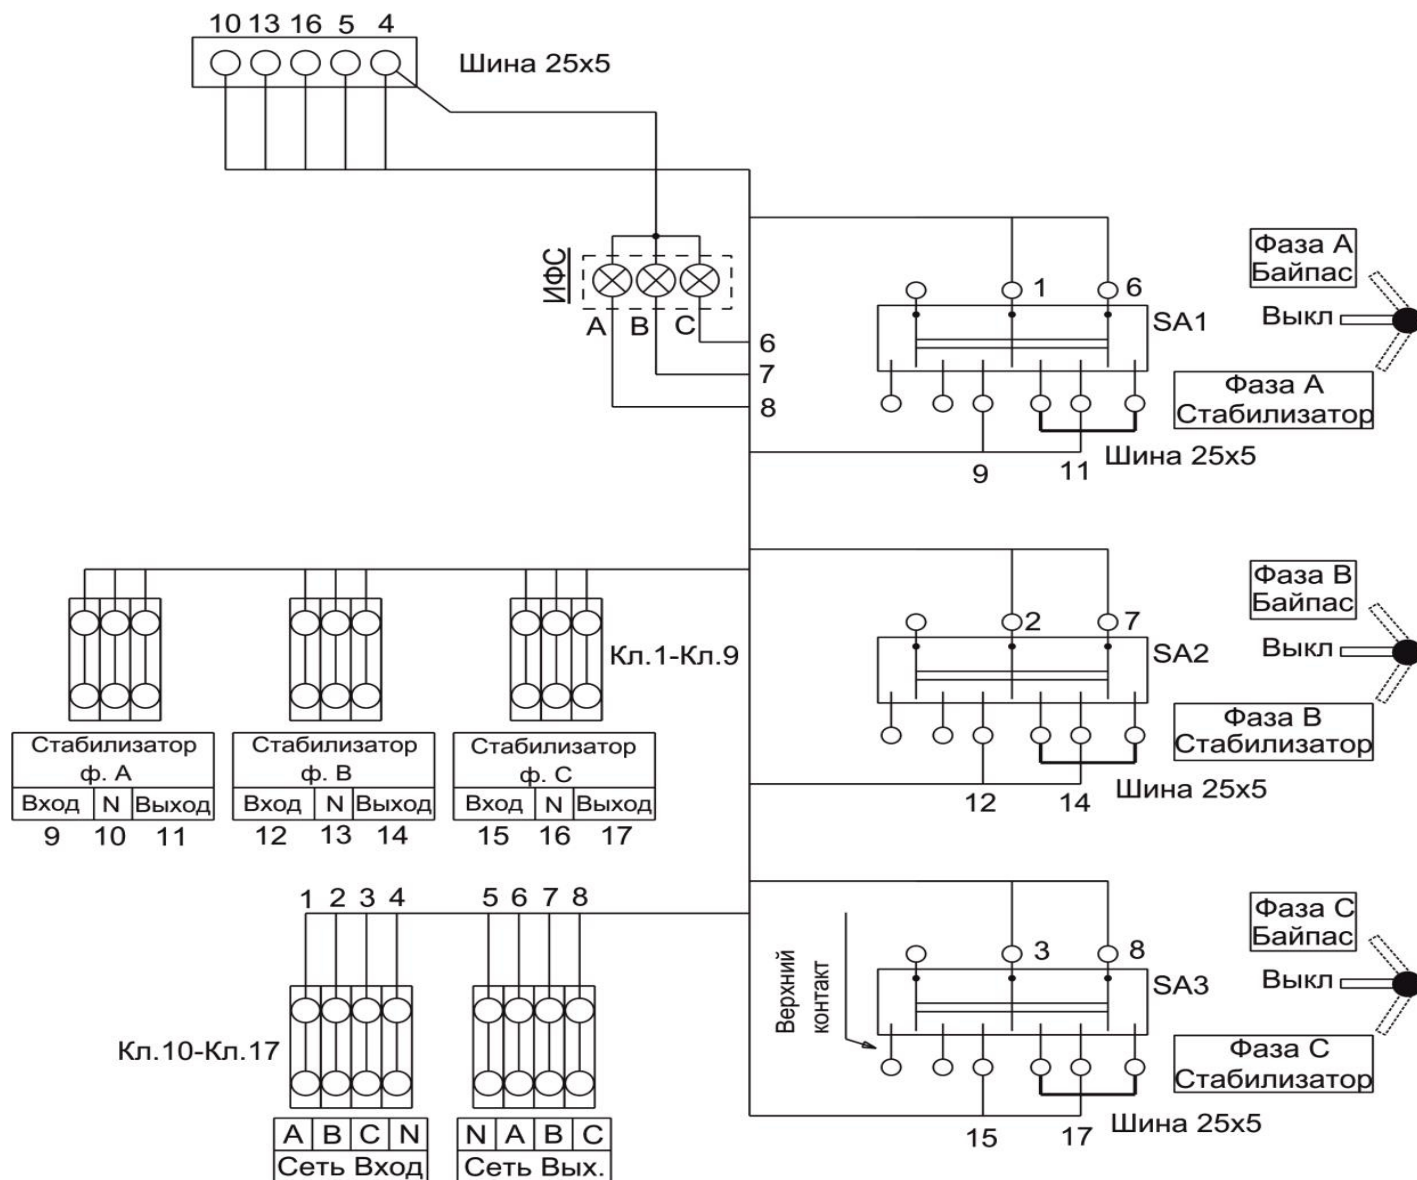 10 13 16 5 4
Шина 25x5
ИФС
A B C
6
7
8
1 6
SA1
Фаза А
Байпас
Выкл
Фаза А
Стабилизатор
9 11
Шина 25x5
2 7
SA2
Фаза В
Байпас
Выкл
Фаза В
Стабилизатор
12 14
Шина 25x5
Кл.1-Кл.9
Стабилизатор
ф. А
Вход N Выход
9 10 11
Стабилизатор
ф. В
Вход N Выход
12 13 14
Стабилизатор
ф. С
Вход N Выход
15 16 17
1 2 3 4
5 6 7 8
Кл.10-Кл.17
A B C N
Сеть Вход
N A B C
Сеть Вых.
Верхний
контакт
3 8
SA3
Фаза С
Байпас
Выкл
Фаза С
Стабилизатор
15 17
Шина 25x5